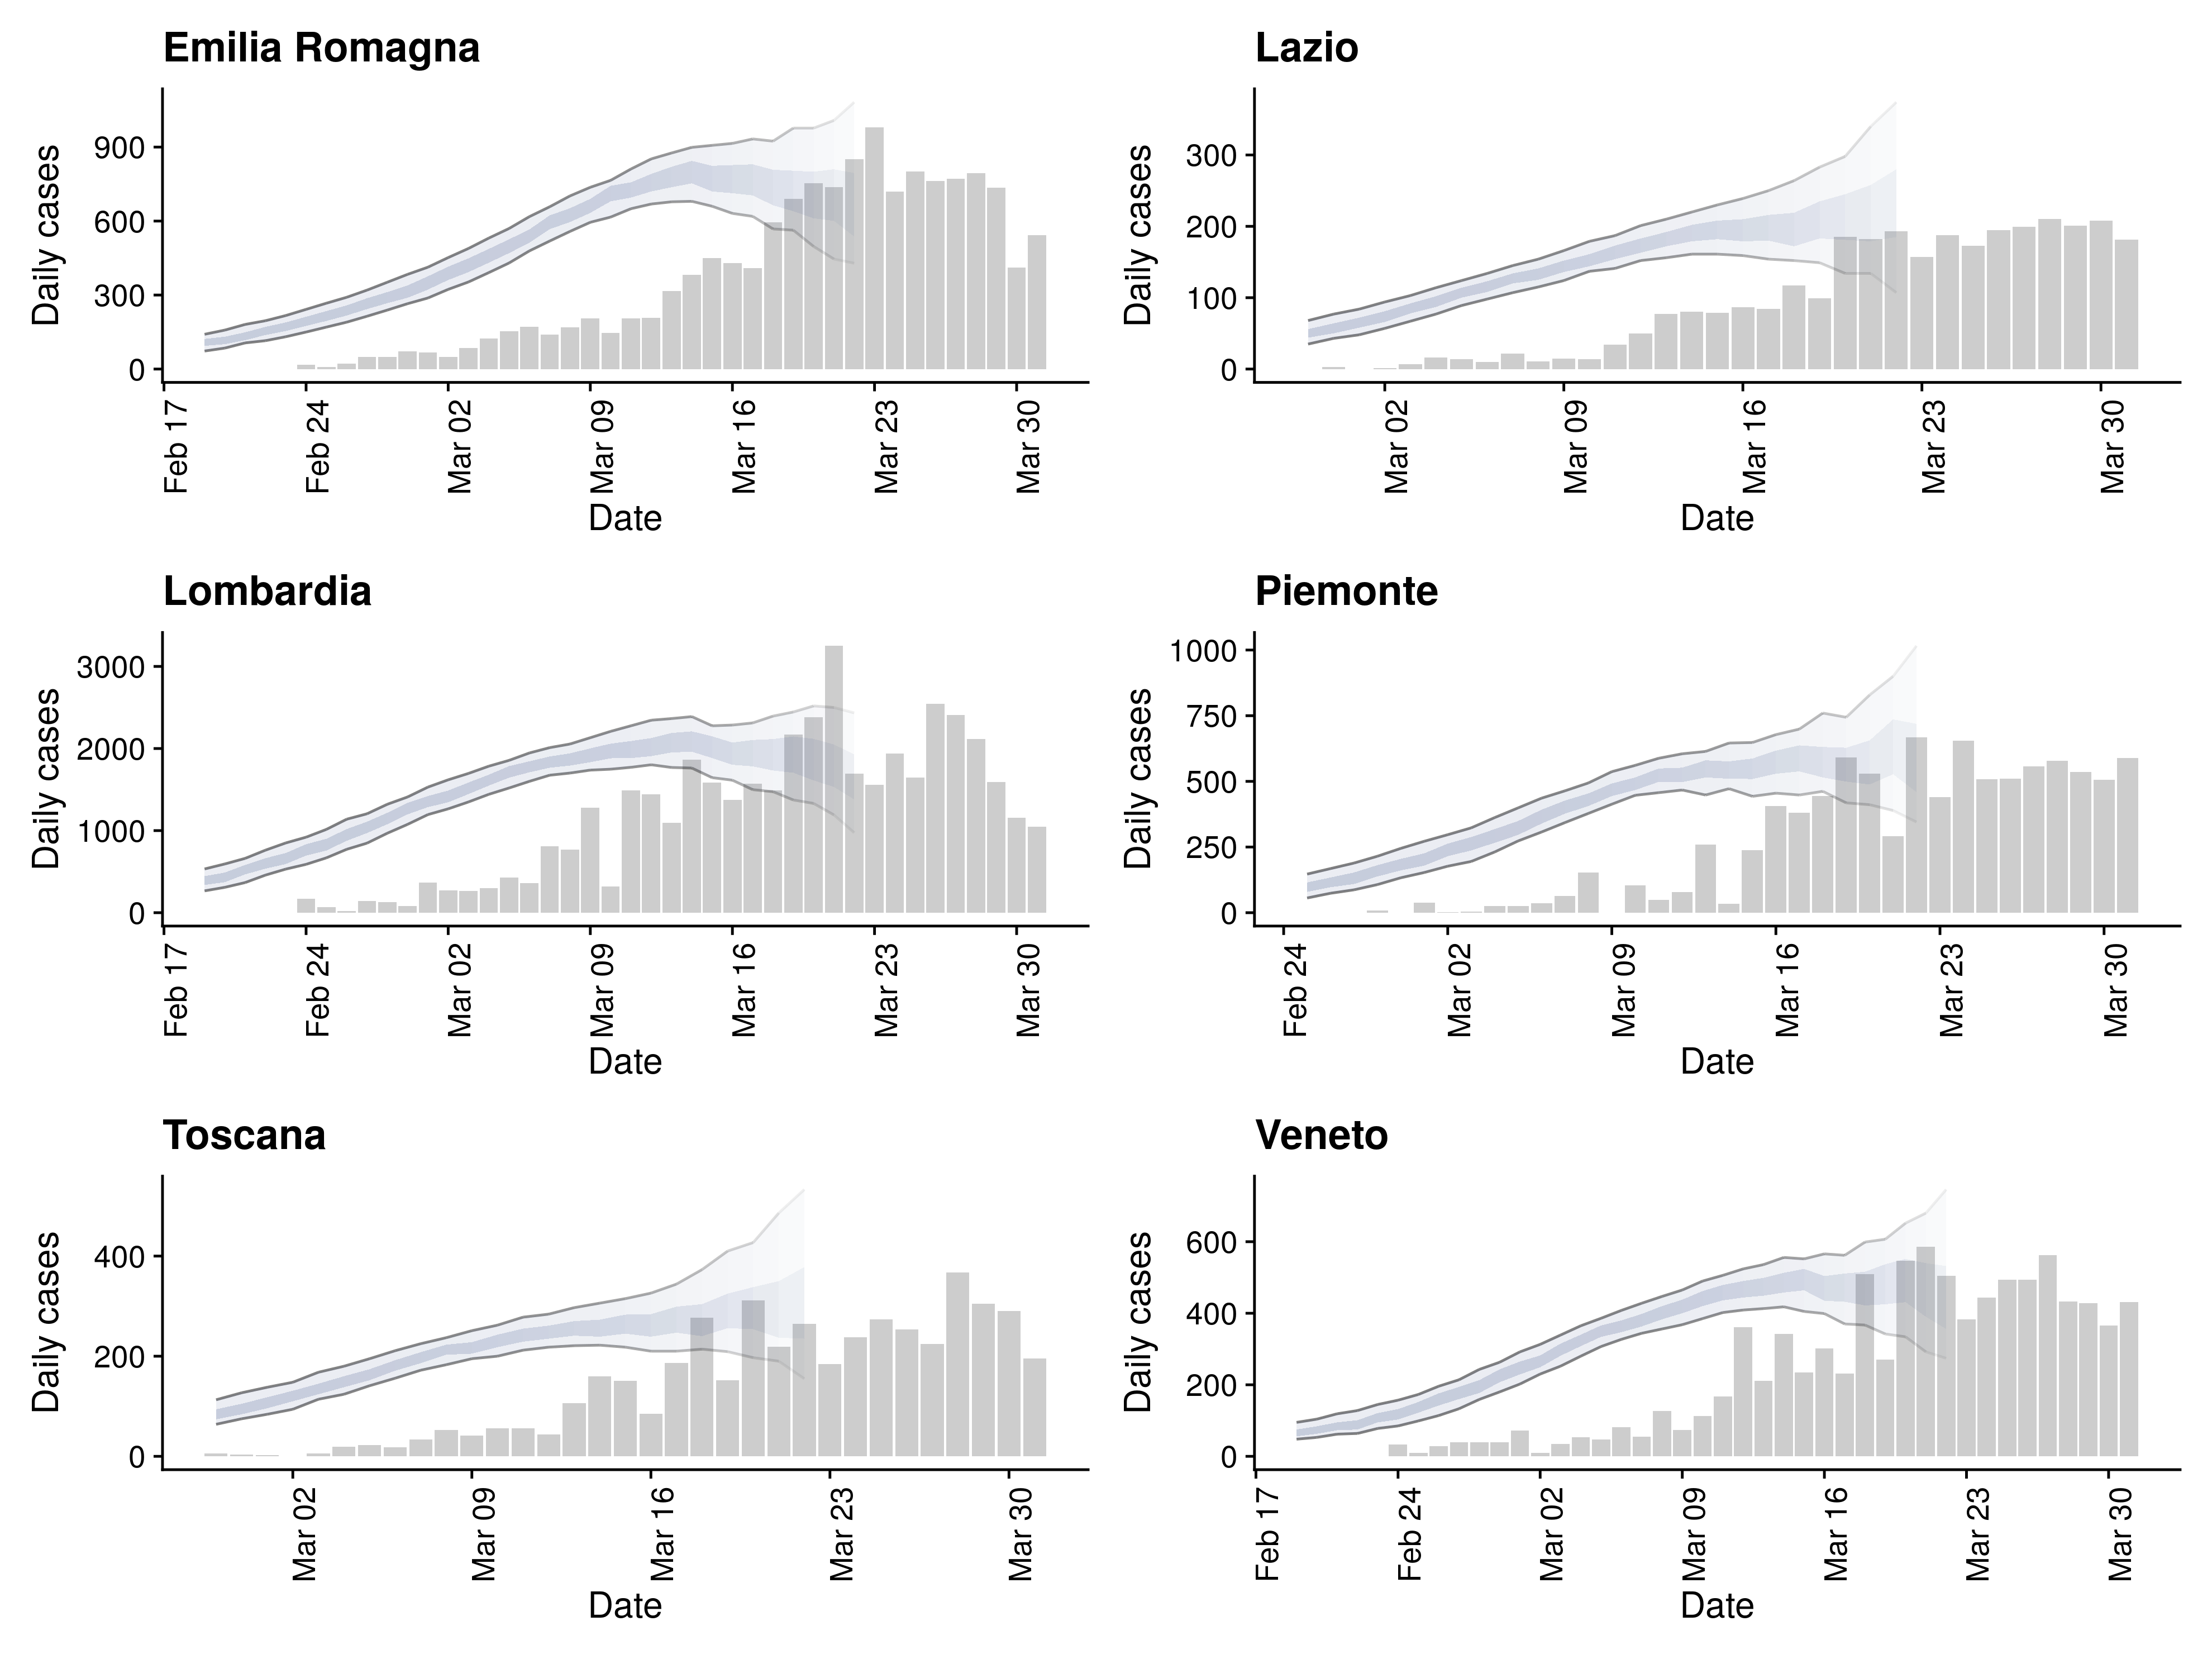 Emilia Romagna
Daily cases
900
600
300
0
Feb 17
Feb 24
Mar 02
Mar 09
Mar 16
Mar 23
Mar 30
Date
Lazio
Daily cases
300
200
100
0
Mar 02
Mar 09
Mar 16
Mar 23
Mar 30
Date
Lombardia
Daily cases
3000
2000
1000
0
Feb 17
Feb 24
Mar 02
Mar 09
Mar 16
Mar 23
Mar 30
Date
Piemonte
Daily cases
1000
750
500
250
0
Feb 24
Mar 02
Mar 09
Mar 16
Mar 23
Mar 30
Date
Toscana
Daily cases
400
200
0
Mar 02
Mar 09
Mar 16
Mar 23
Mar 30
Date
Veneto
Daily cases
600
400
200
0
Feb 17
Feb 24
Mar 02
Mar 09
Mar 16
Mar 23
Mar 30
Date